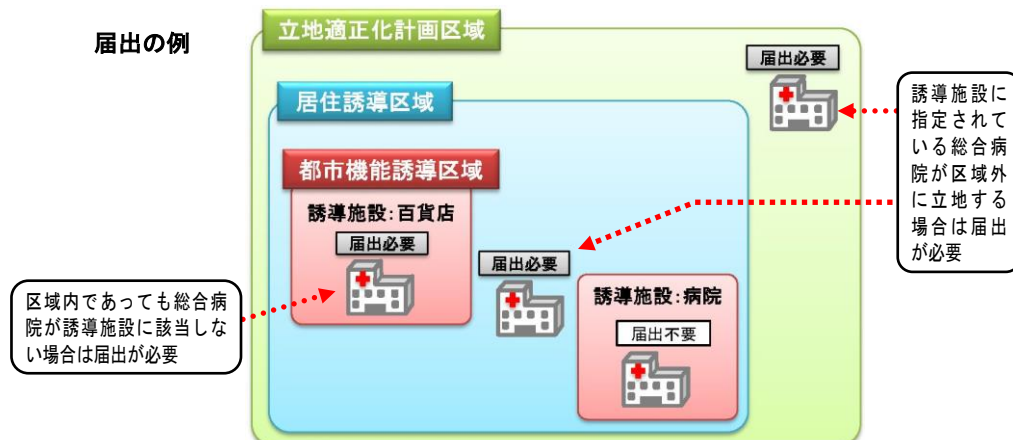 届出の例
立地適正化計画区域
届出必要
居住誘導区域
誘導施設に
指定されて
いる総合病
院が区域外
に立地する
場合は届出
が必要
都市機能誘導区域
誘導施設：百貨店
届出必要
届出必要
誘導施設：病院
届出不要
区域内であっても総合病
院が誘導施設に該当しな
い場合は届出が必要